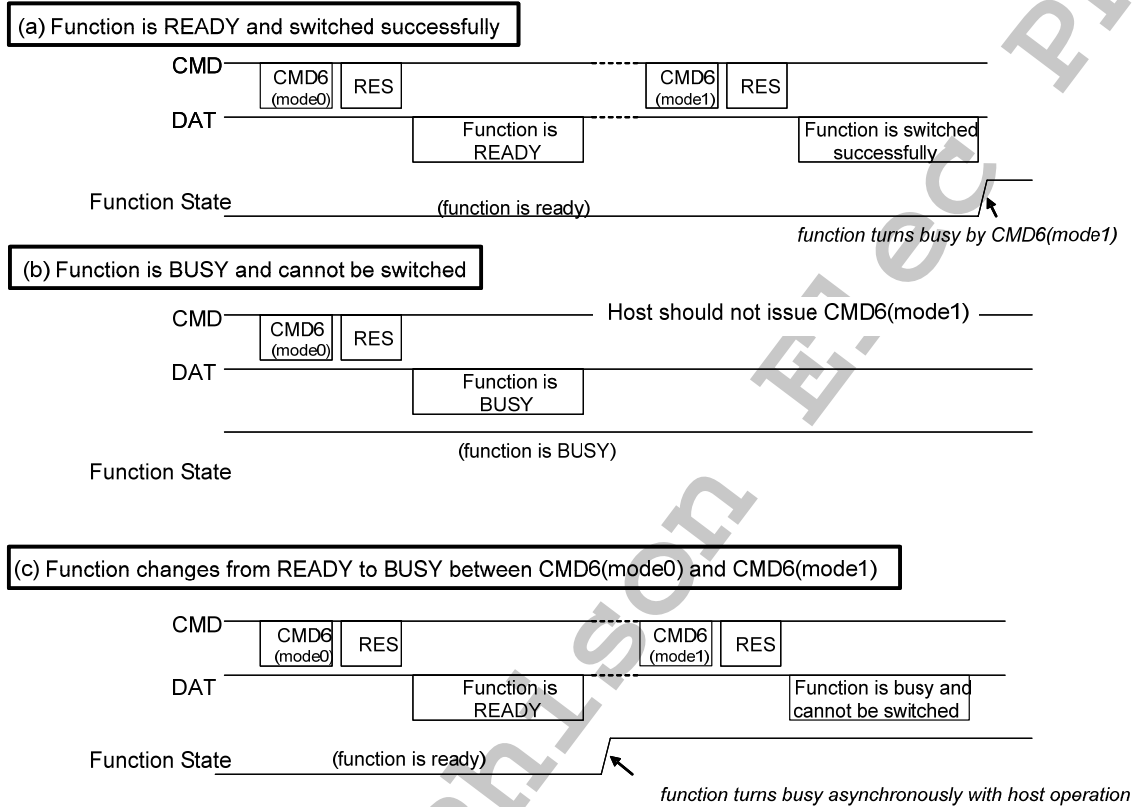 (a) Function is READY and switched successfully
CMD
CMD6
(mode0)
RES
CMD6
(mode1)
RES
DAT
Function is
READY
Function is switched
successfully
Function State
(function is ready)
function turns busy by CMD6(mode1)
(b) Function is BUSY and cannot be switched
CMD
CMD6
(mode0)
RES
Host should not issue CMD6(mode1)
DAT
Function is
BUSY
(function is BUSY)
Function State
(c) Function changes from READY to BUSY between CMD6(mode0) and CMD6(mode1)
CMD
CMD6
(mode0)
RES
CMD6
(mode1)
RES
DAT
Function is
READY
Function is busy and
cannot be switched
Function State
(function is ready)
function turns busy asynchronously with host operation